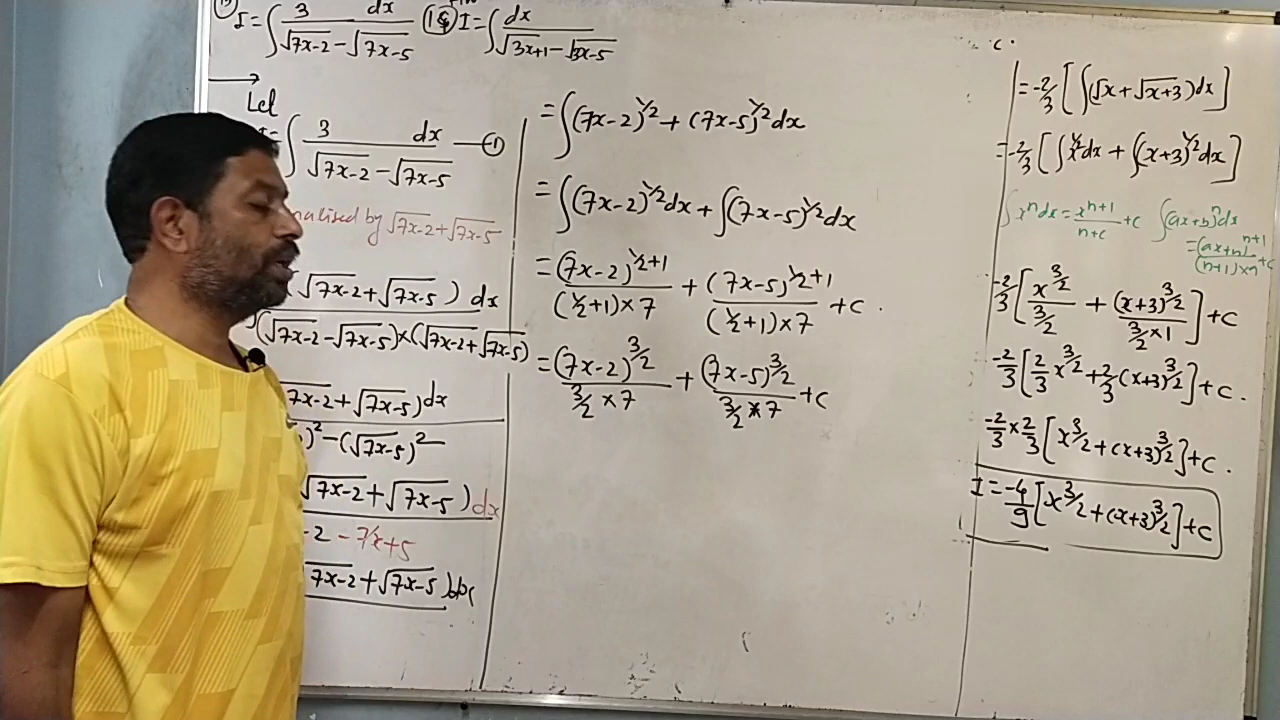 I = ∫ 3 dx / (√7x-2 - √7x-5) I = ∫ dx / (√3x+1 - √3x-5)
Let
= ∫ 3 dx / (√7x-2 - √7x-5) — ①
nalised by √7x-2 + √7x-5
(√7x-2 + √7x-5) dx / (√7x-2 - √7x-5)×(√7x-2 + √7x-5)
7x-2 + √7x-5) dx / )² - (√7x-5)²
√7x-2 + √7x-5) dx / -2 - 7x + 5
7x-2 + √7x-5) dx
= ∫(7x-2)^1/2 + (7x-5)^1/2 dx
= ∫(7x-2)^1/2 dx + ∫(7x-5)^1/2 dx
= (7x-2)^1/2+1 / (1/2+1)×7 + (7x-5)^1/2+1 / (1/2+1)×7 + c .
= (7x-2)^3/2 / 3/2 × 7 + (7x-5)^3/2 / 3/2 × 7 + c
c .
= -2/3 [∫(√x + √x+3) dx]
= -2/3 [∫x^1/2 dx + ∫(x+3)^1/2 dx]
∫x^n dx = x^n+1 / n+c + c ∫(ax+b)^n dx
= (ax+n)^n+1 / (n+1)×n + c
-2/3 [x^3/2 / 3/2 + (x+3)^3/2 / 3/2 × 1] + c
-2/3 [2/3 x^3/2 + 2/3 (x+3)^3/2] + c .
-2/3 × 2/3 [x^3/2 + (x+3)^3/2] + c .
I = -4/9 [x^3/2 + (x+3)^3/2] + c